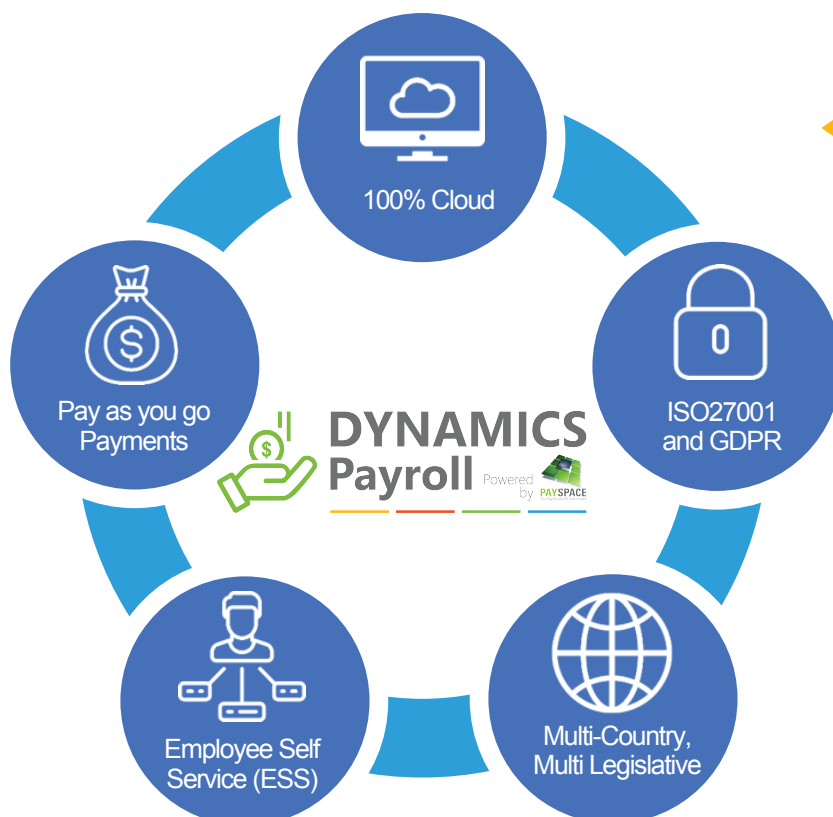 100% Cloud
ISO27001
and GDPR
Multi-Country,
Multi Legislative
Employee Self
Service (ESS)
Pay as you go
Payments
$
$
DYNAMICS
Payroll
Powered
by PAYSPACE